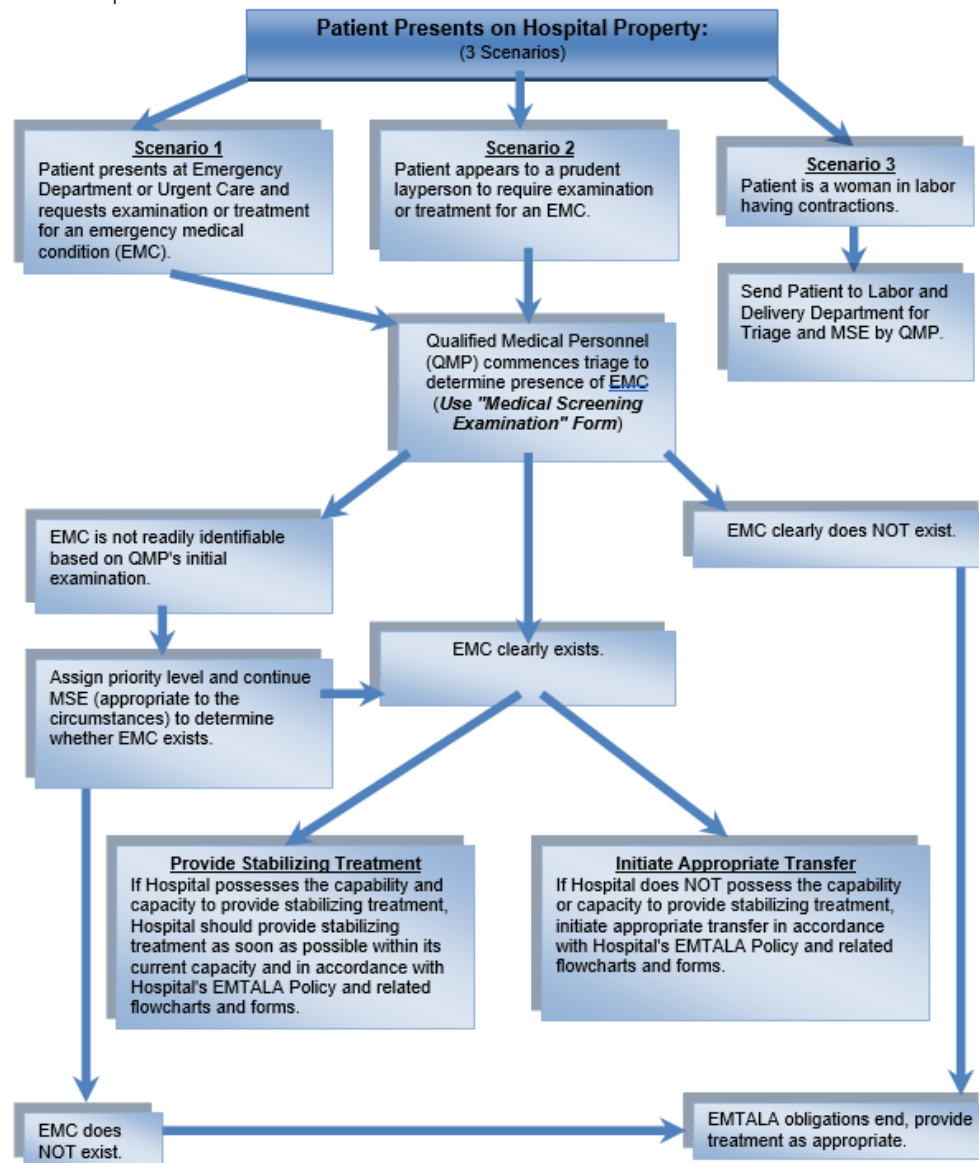 Patient Presents on Hospital Property:
(3 Scenarios)
Scenario 1
Patient presents at Emergency
Department or Urgent Care and
requests examination or treatment
for an emergency medical
condition (EMC).
Scenario 2
Patient appears to a prudent
layperson to require examination
or treatment for an EMC.
Scenario 3
Patient is a woman in labor
having contractions.
Send Patient to Labor and
Delivery Department for
Triage and MSE by QMP.
Qualified Medical Personnel
(QMP) commences triage to
determine presence of EMC
(Use "Medical Screening
Examination" Form)
EMC is not readily identifiable
based on QMP's initial
examination.
EMC clearly does NOT exist.
Assign priority level and continue
MSE (appropriate to the
circumstances) to determine
whether EMC exists.
EMC clearly exists.
Provide Stabilizing Treatment
If Hospital possesses the capability and
capacity to provide stabilizing treatment,
Hospital should provide stabilizing
treatment as soon as possible within its
current capacity and in accordance with
Hospital's EMTALA Policy and related
flowcharts and forms.
Initiate Appropriate Transfer
If Hospital does NOT possess the capability
or capacity to provide stabilizing treatment,
initiate appropriate transfer in accordance
with Hospital's EMTALA Policy and related
flowcharts and forms.
EMC does
NOT exist.
EMTALA obligations end, provide
treatment as appropriate.